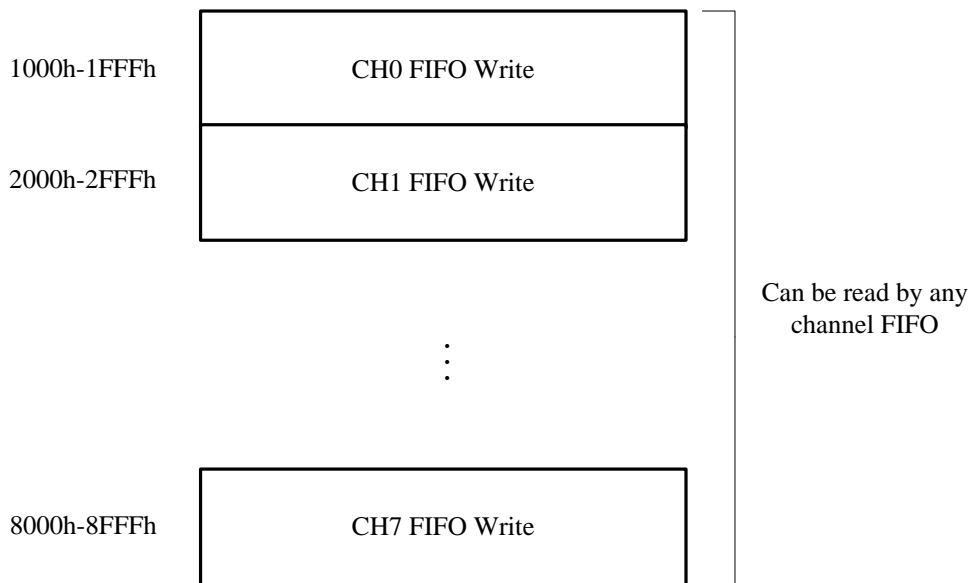 1000h-1FFFh
CH0 FIFO Write
2000h-2FFFh
CH1 FIFO Write
Can be read by any
channel FIFO
8000h-8FFFh
CH7 FIFO Write